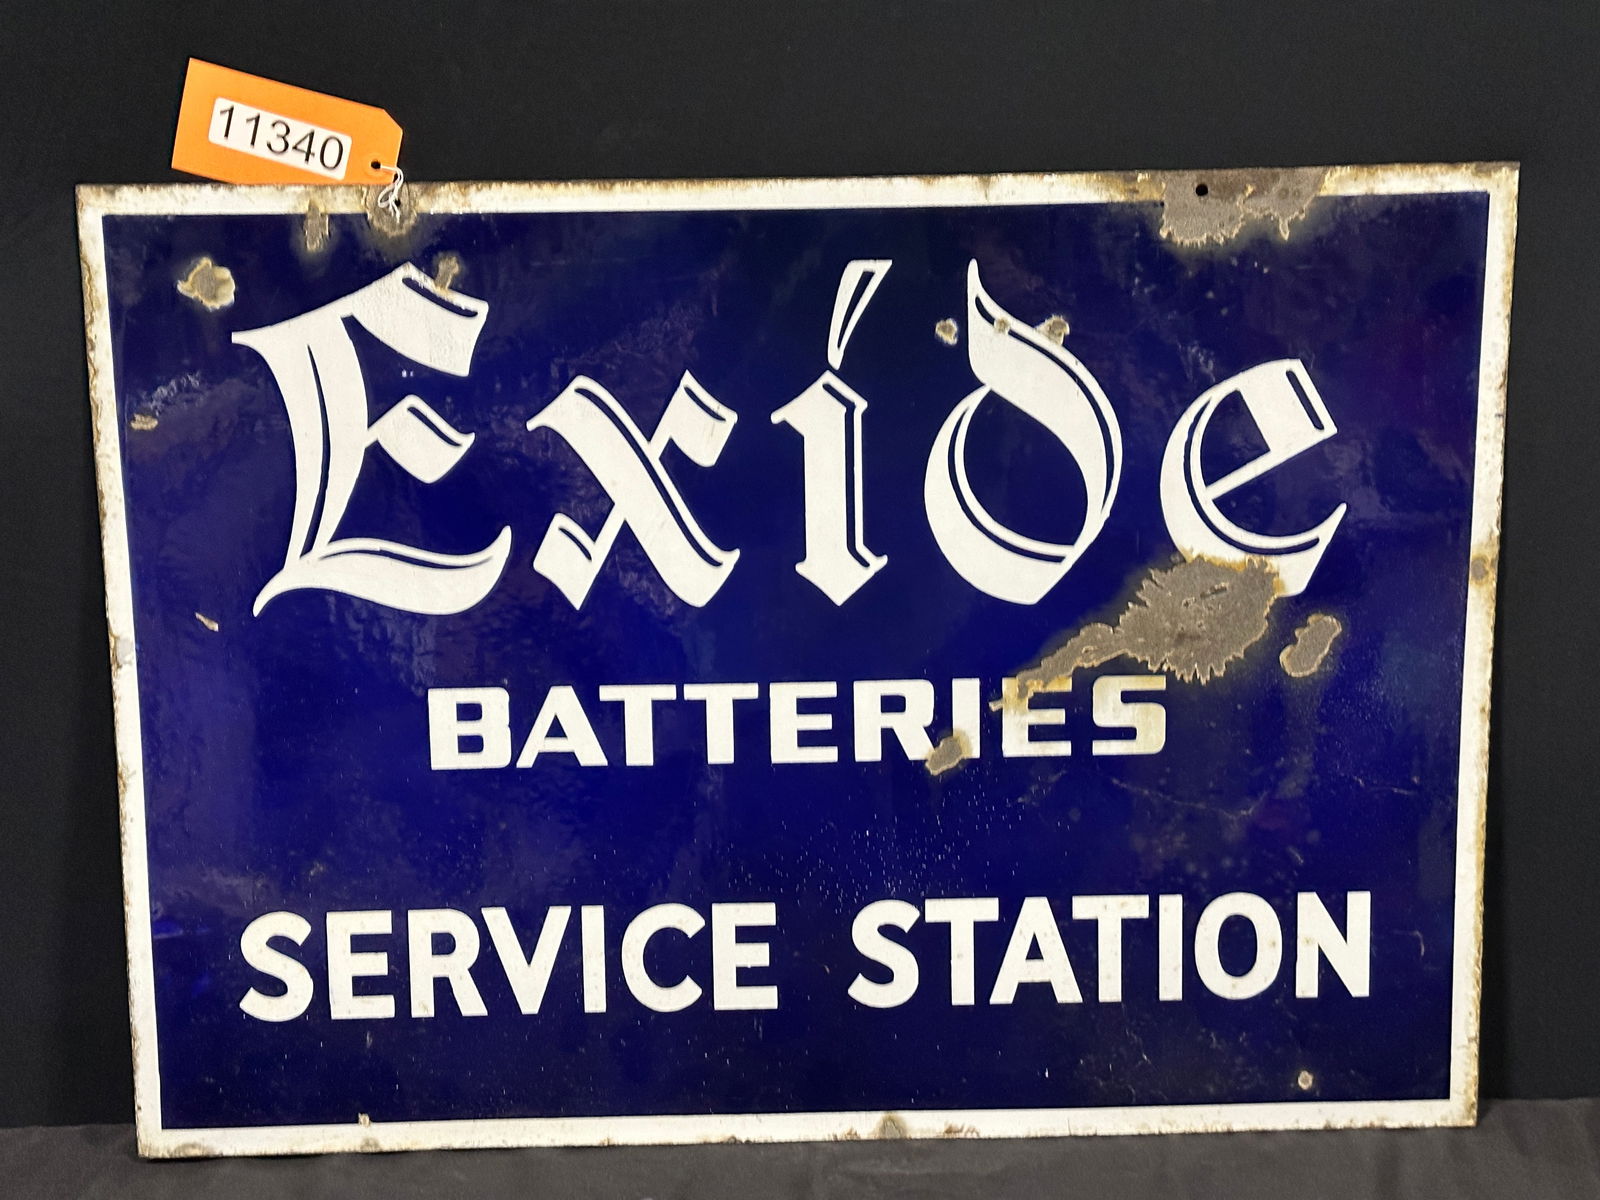 11340
Exide
BATTERIES
SERVICE STATION